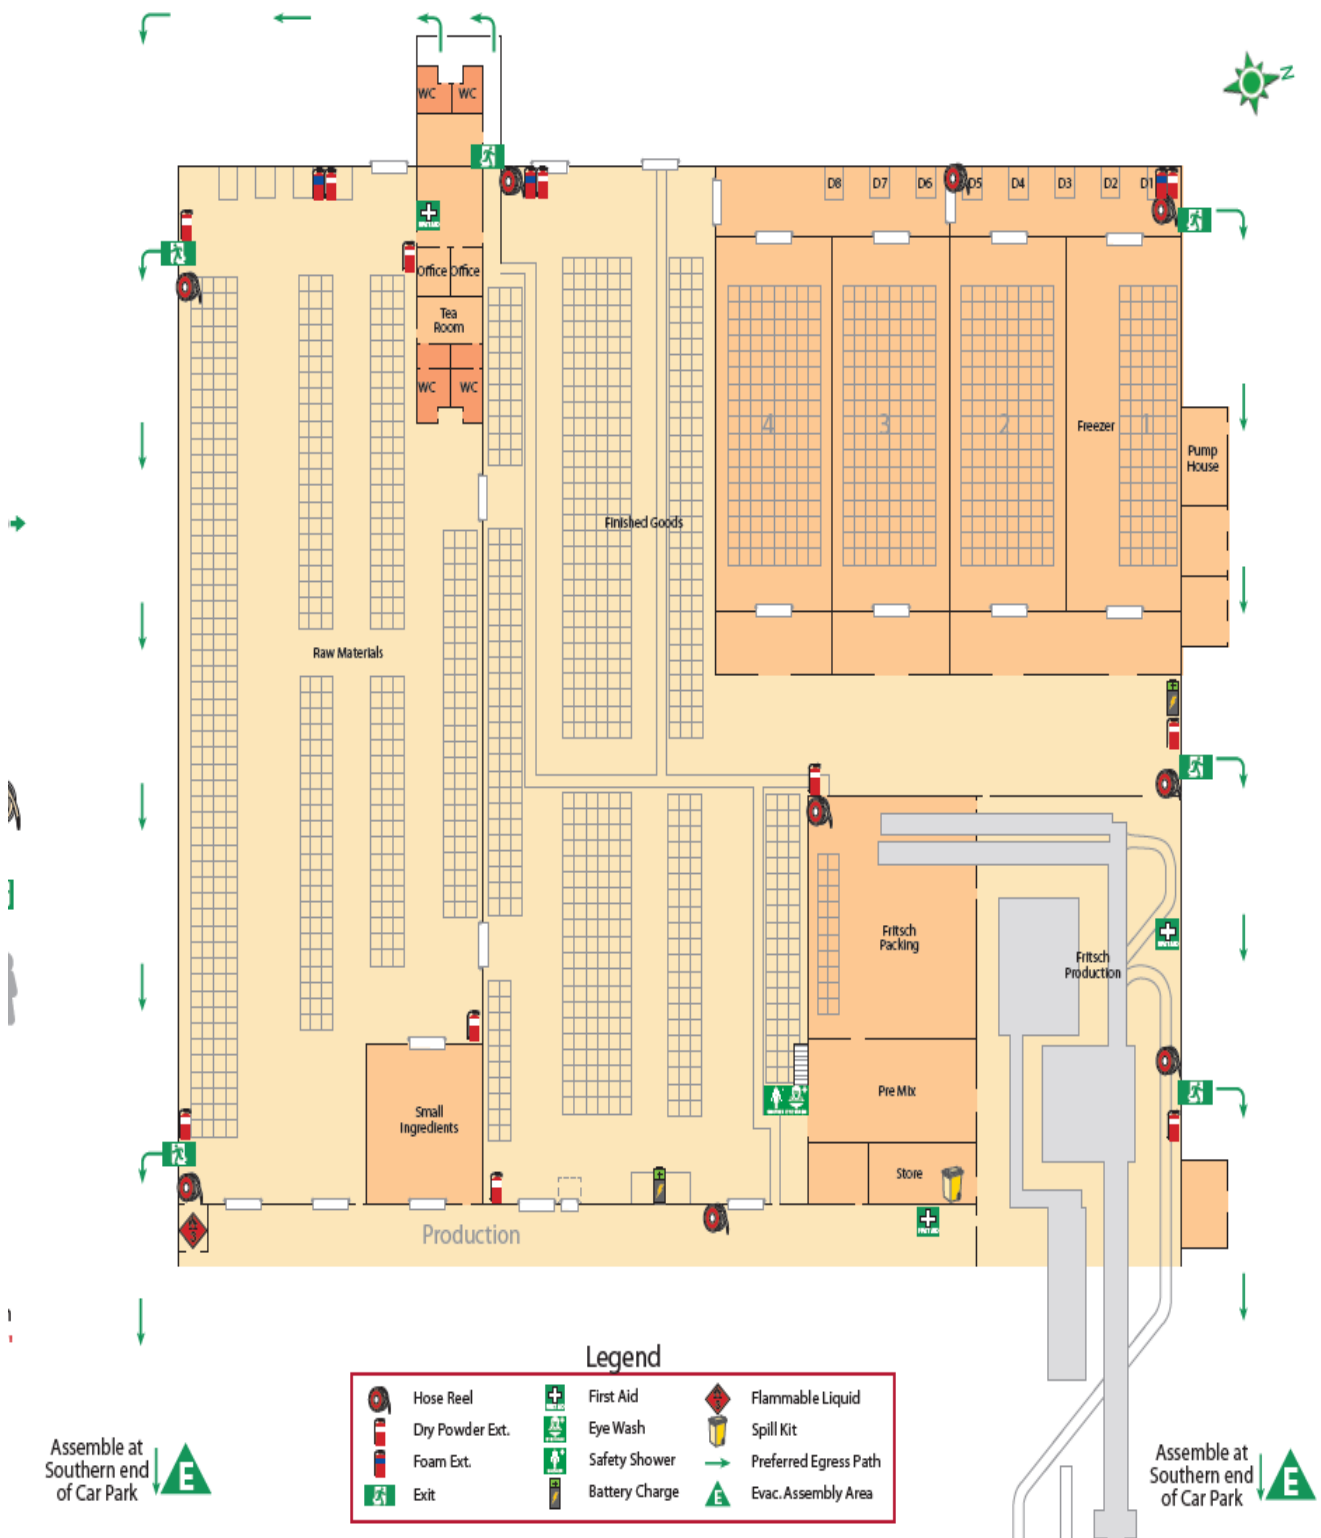 Z
WC
WC
D8
D7
D6
D5
D4
D3
D2
D1
Office
Office
Tea
Room
WC
WC
4
3
2
1
Freezer
Pump
House
Finished Goods
Raw Materials
Fritsch
Packing
Fritsch
Production
Pre Mix
Small
Ingredients
Store
Production
Legend
Hose Reel
First Aid
Flammable Liquid
Dry Powder Ext.
Eye Wash
Spill Kit
Foam Ext.
Safety Shower
Preferred Egress Path
Exit
Battery Charge
E
Evac. Assembly Area
Assemble at
Southern end
of Car Park
E
Assemble at
Southern end
of Car Park
E